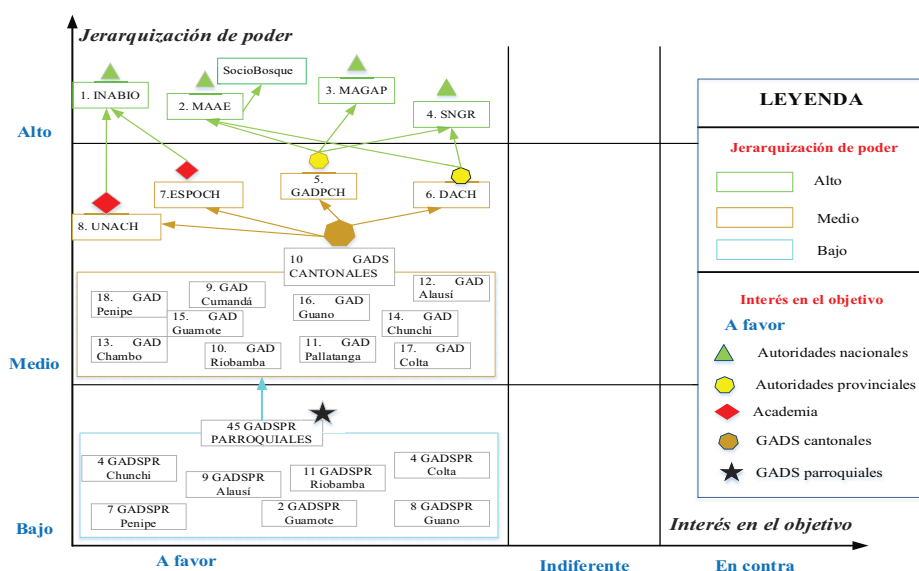 Jerarquización de poder
SocioBosque
1. INABIO
2. MAAE
3. MAGAP
4. SNGR
Alto
5.
GADPCH
7.ESPOCH
6. DACH
8. UNACH
10 GADS
CANTONALES
12. GAD
Alausí
9. GAD
Cumandá
18. GAD
Penipe
16. GAD
Guano
15. GAD
Guamote
14. GAD
Chunchi
13. GAD
Chambo
10. GAD
Riobamba
11. GAD
Pallatanga
17. GAD
Colta
Medio
45 GADSPR
PARROQUIALES
4 GADSPR
Chunchi
9 GADSPR
Alausí
11 GADSPR
Riobamba
4 GADSPR
Colta
7 GADSPR
Penipe
2 GADSPR
Guamote
8 GADSPR
Guano
Bajo
Interés en el objetivo
A favor
Indiferente
En contra
LEYENDA
Jerarquización de poder
Alto
Medio
Bajo
Interés en el objetivo
A favor
Autoridades nacionales
Autoridades provinciales
Academia
GADS cantonales
GADS parroquiales